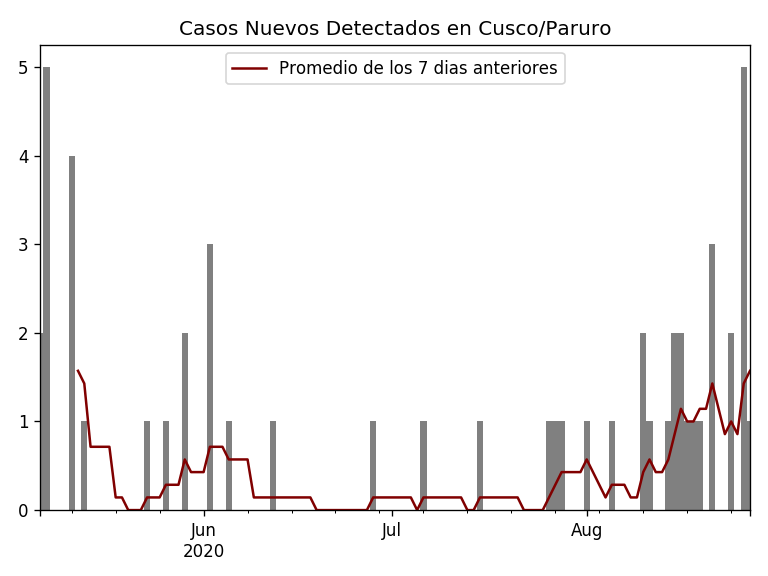 Casos Nuevos Detectados en Cusco/Paruro
Promedio de los 7 dias anteriores
5
4
3
2
1
0
Jun
2020
Jul
Aug